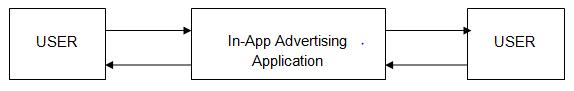 USER
In-App Advertising
Application
USER